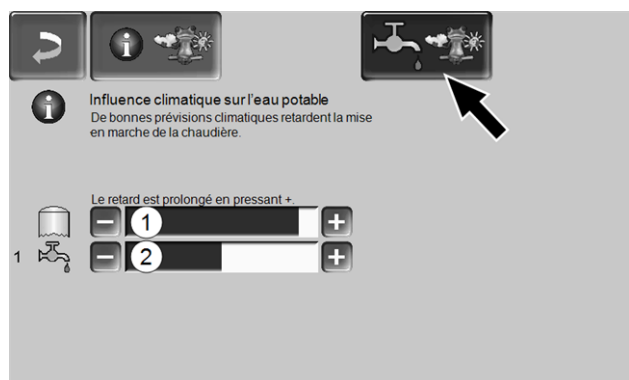 Influence climatique sur l'eau potable
De bonnes prévisions climatiques retardent la mise
en marche de la chaudière.
Le retard est prolongé en pressant +.
1
1 2